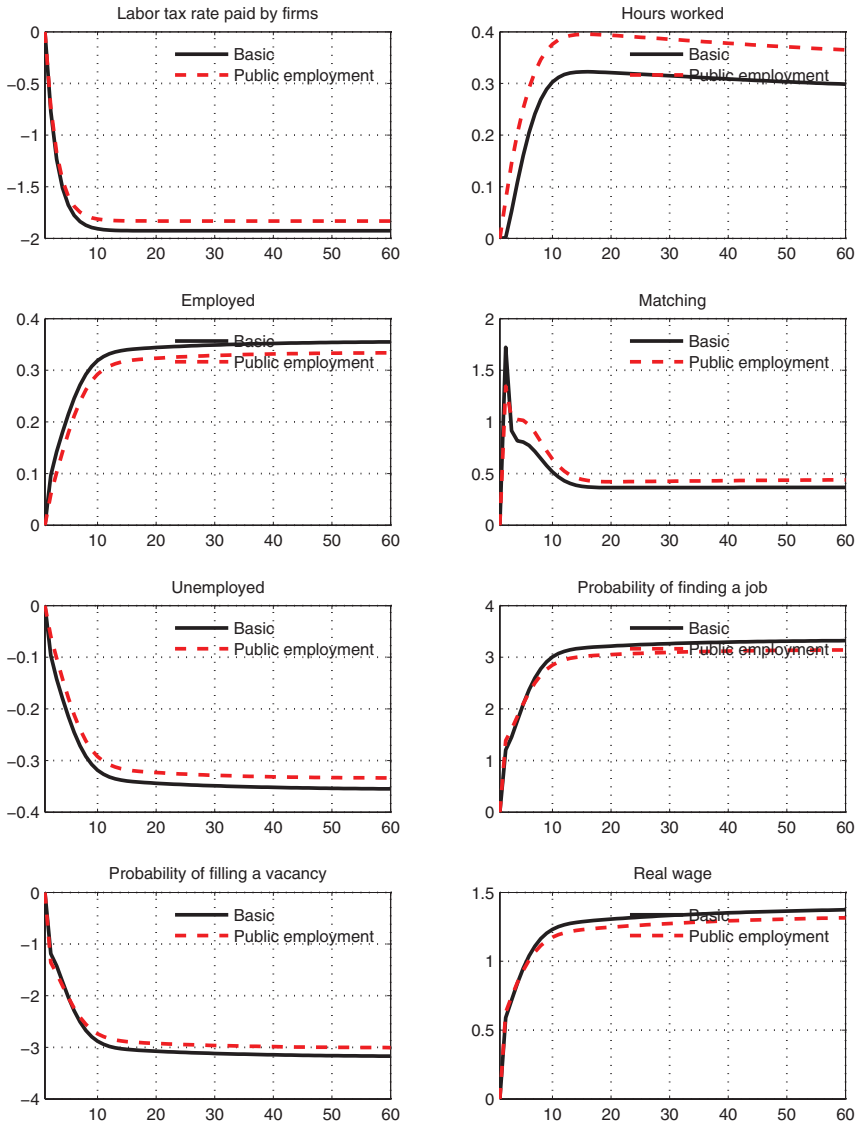 Labor tax rate paid by firms
0
−0.5
−1
−1.5
−2
10 20 30 40 50 60
Basic
Public employment
Hours worked
0.4
0.3
0.2
0.1
0
10 20 30 40 50 60
Basic
Public employment
Employed
0.4
0.3
0.2
0.1
0
10 20 30 40 50 60
Basic
Public employment
Matching
2
1.5
1
0.5
0
10 20 30 40 50 60
Basic
Public employment
Unemployed
0
−0.1
−0.2
−0.3
−0.4
10 20 30 40 50 60
Basic
Public employment
Probability of finding a job
4
3
2
1
0
10 20 30 40 50 60
Basic
Public employment
Probability of filling a vacancy
0
−1
−2
−3
−4
10 20 30 40 50 60
Basic
Public employment
Real wage
1.5
1
0.5
0
10 20 30 40 50 60
Basic
Public employment